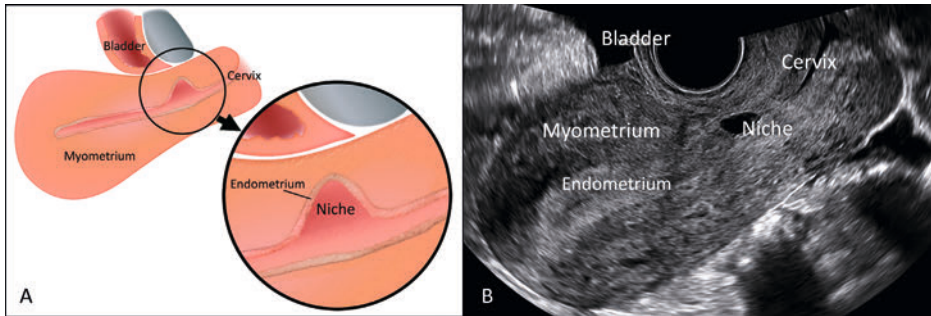 Bladder
Cervix
Myometrium
Endometrium
Niche
A
Bladder
Cervix
Niche
Myometrium
Endometrium
B